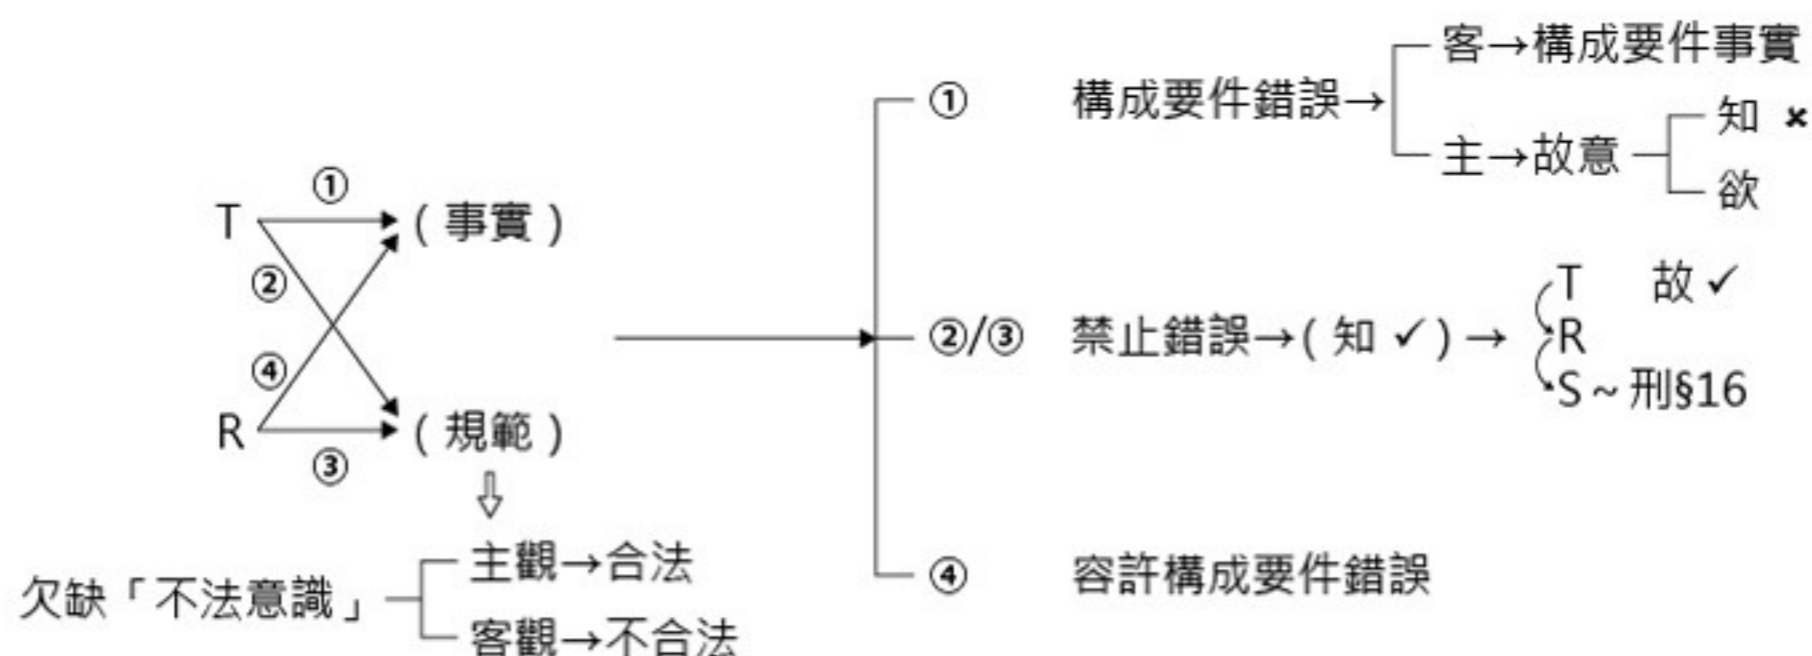 ① 構成要件錯誤→
客→構成要件事實
主→故意
知 ✖
欲
T ① (事實)
②
④
R ③ (規範)
②/③ 禁止錯誤→(知 ✓)→
T 故 ✓
R
S ~ 刑§16
④ 容許構成要件錯誤
欠缺「不法意識」
主觀→合法
客觀→不合法